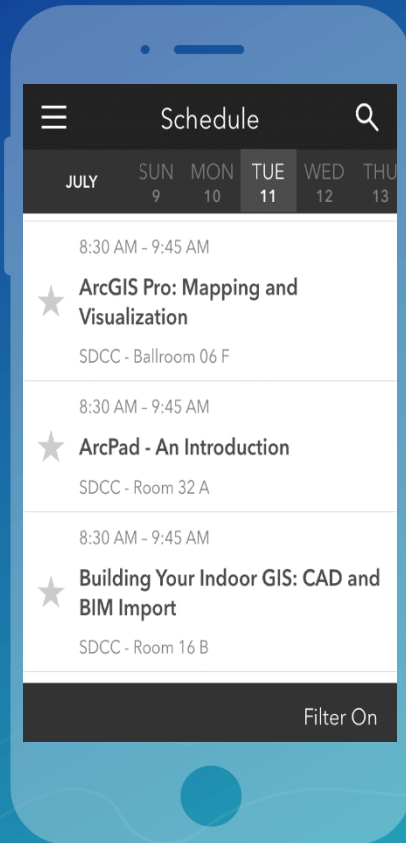 Schedule
JULY
SUN MON TUE WED THU
9 10 11 12 13
8:30 AM – 9:45 AM
ArcGIS Pro: Mapping and
Visualization
SDCC - Ballroom 06 F
8:30 AM – 9:45 AM
ArcPad - An Introduction
SDCC - Room 32 A
8:30 AM – 9:45 AM
Building Your Indoor GIS: CAD and
BIM Import
SDCC - Room 16 B
Filter On